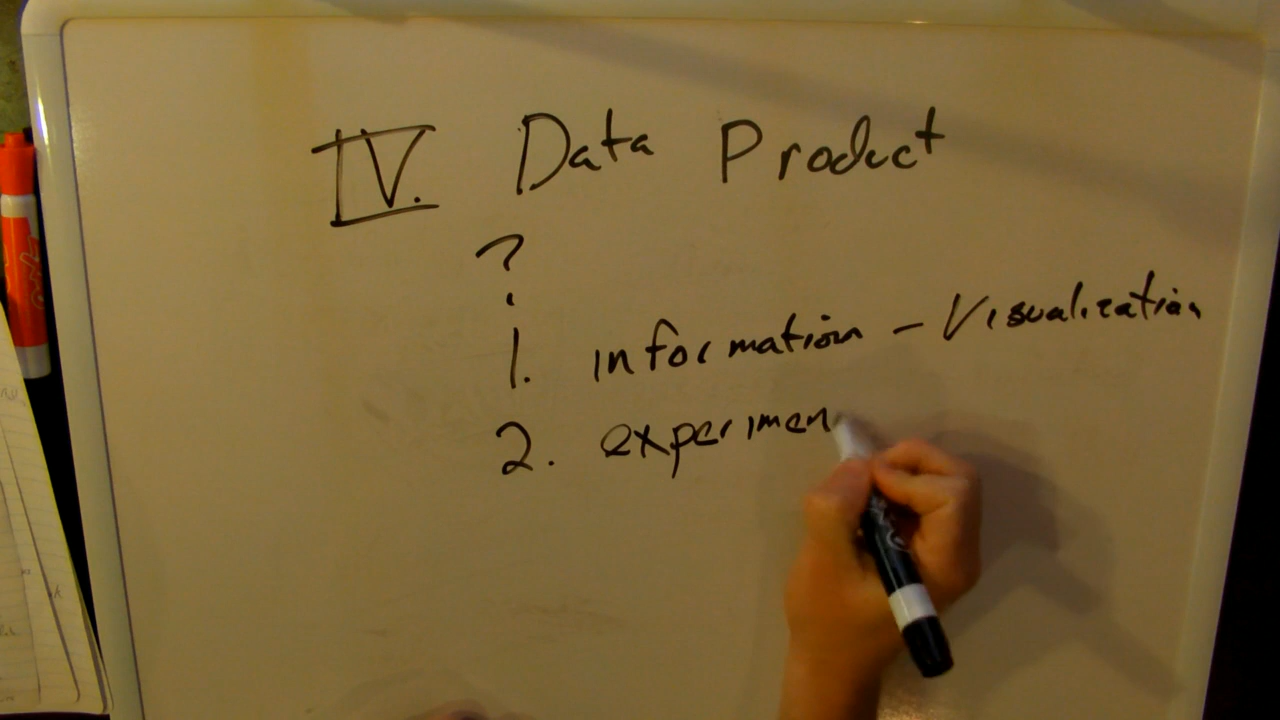 IV. Data Product
?
1. information - Visualization
2. experimen